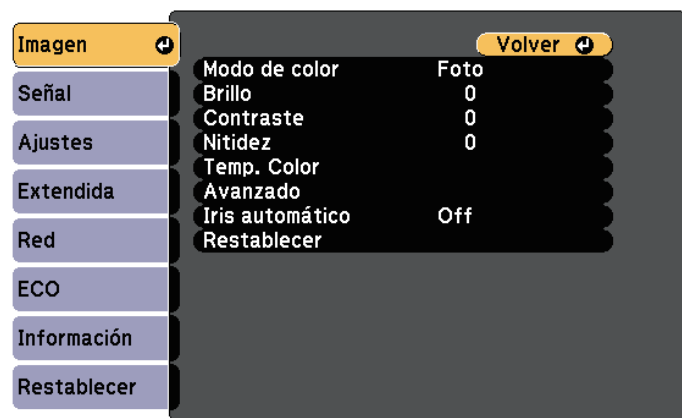 Imagen
Señal
Ajustes
Extendida
Red
ECO
Información
Restablecer
Volver
Modo de color Foto
Brillo 0
Contraste 0
Nitidez 0
Temp. Color
Avanzado
Iris automático Off
Restablecer